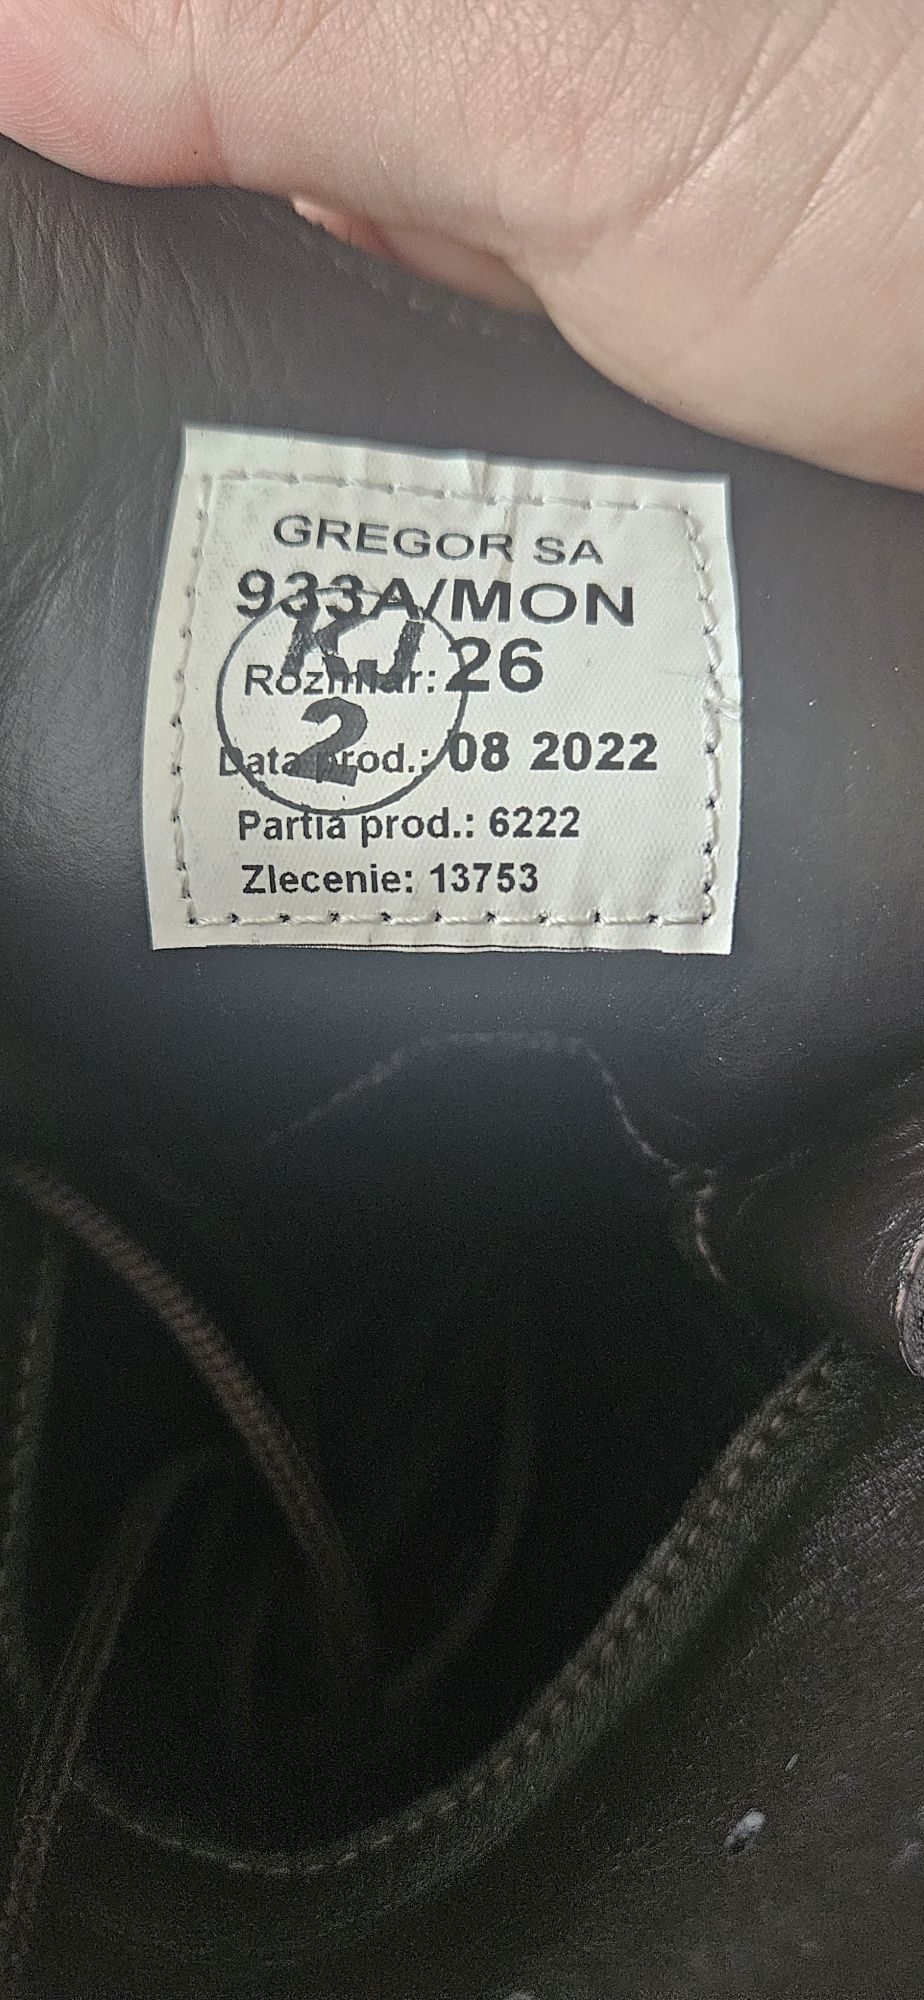 GREGOR SA
933A/MON
KJ
Rozmiar: 26
2
Data prod.: 08 2022
Partia prod.: 6222
Zlecenie: 13753